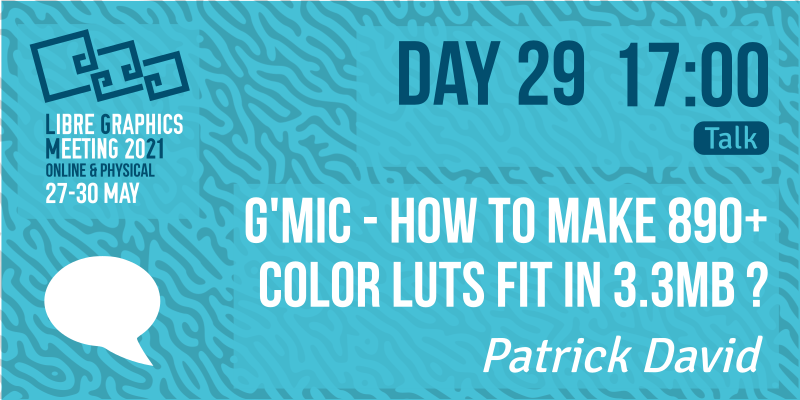 LIBRE GRAPHICS
MEETING 2021
ONLINE & PHYSICAL
27-30 MAY
DAY 29 17:00
Talk
G'MIC - HOW TO MAKE 890+
COLOR LUTS FIT IN 3.3MB ?
Patrick David